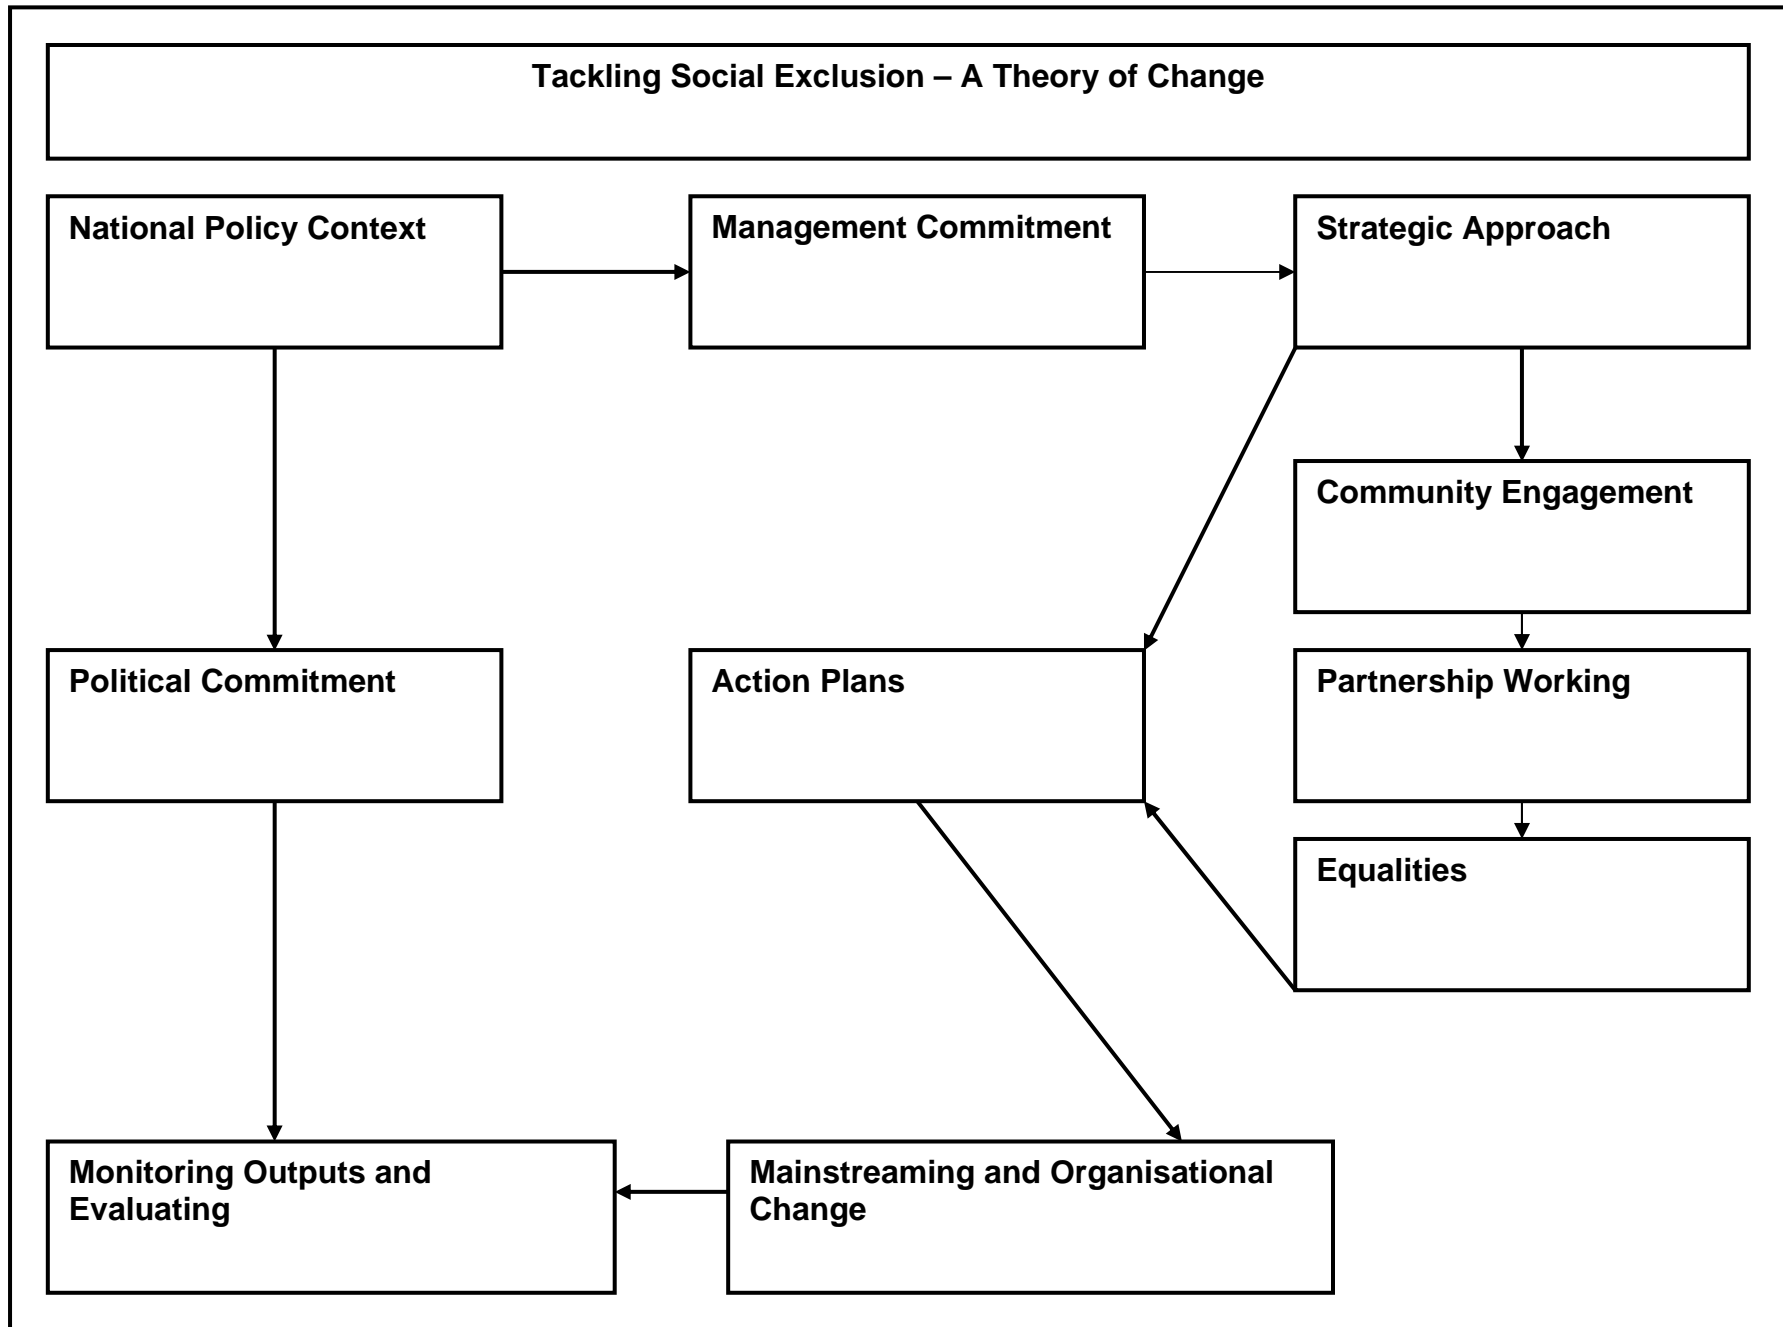 Tackling Social Exclusion – A Theory of Change
National Policy Context
Management Commitment
Strategic Approach
Community Engagement
Political Commitment
Action Plans
Partnership Working
Equalities
Monitoring Outputs and
Evaluating
Mainstreaming and Organisational
Change